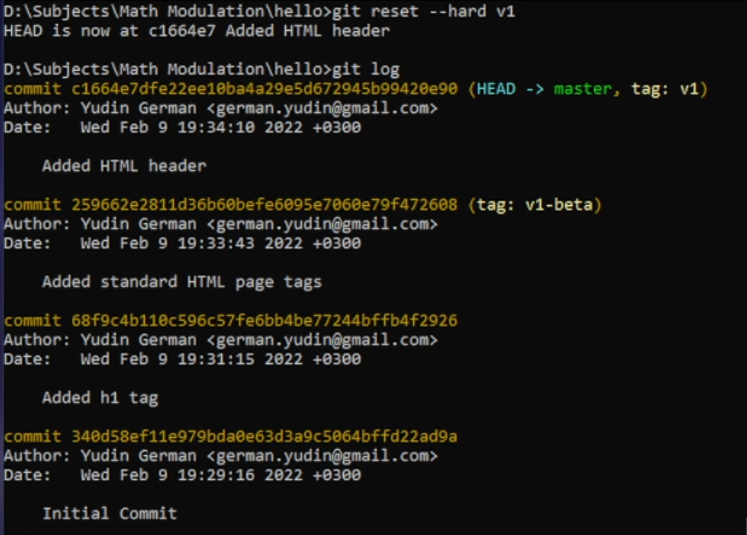 D:\Subjects\Math Modulation\hello>git reset --hard v1
HEAD is now at c1664e7 Added HTML header
D:\Subjects\Math Modulation\hello>git log
commit c1664e7dfe22ee10ba4a29e5d672945b99420e90 (HEAD -> master, tag: v1)
Author: Yudin German <german.yudin@gmail.com>
Date:   Wed Feb 9 19:34:10 2022 +0300
    Added HTML header
commit 259662e2811d36b60befe6095e7060e79f472608 (tag: v1-beta)
Author: Yudin German <german.yudin@gmail.com>
Date:   Wed Feb 9 19:33:43 2022 +0300
    Added standard HTML page tags
commit 68f9c4b110c596c57fe6bb4be77244bffb4f2926
Author: Yudin German <german.yudin@gmail.com>
Date:   Wed Feb 9 19:31:15 2022 +0300
    Added h1 tag
commit 340d58ef11e979bda0e63d3a9c5064bffd22ad9a
Author: Yudin German <german.yudin@gmail.com>
Date:   Wed Feb 9 19:29:16 2022 +0300
    Initial Commit